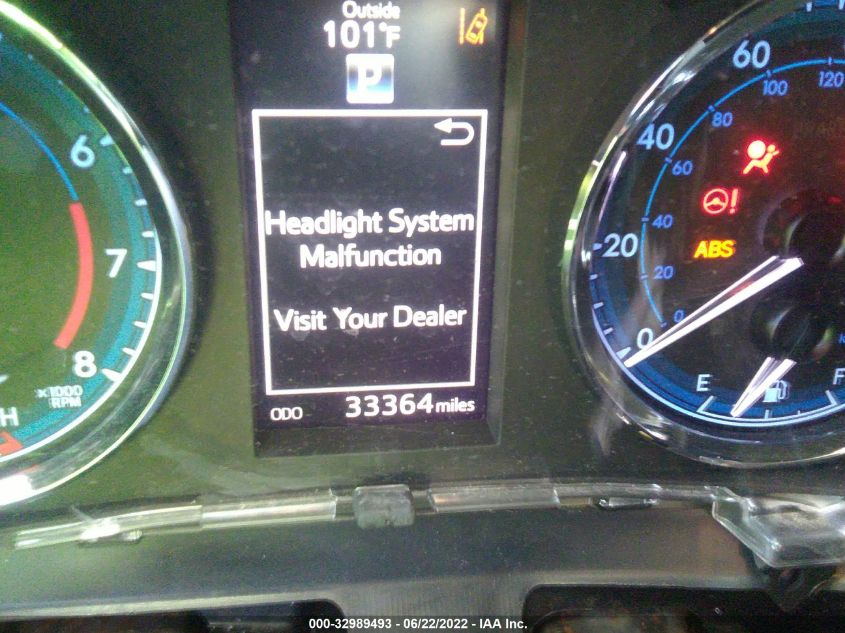 Outside
101°F
P
Headlight System
Malfunction
Visit Your Dealer
ODO 33364 miles
6
7
8
x1000
RPM
H
0
20
40
60
0
20
40
60
80
100
120
ABS
E
F
000-32989493 - 06/22/2022 - IAA Inc.